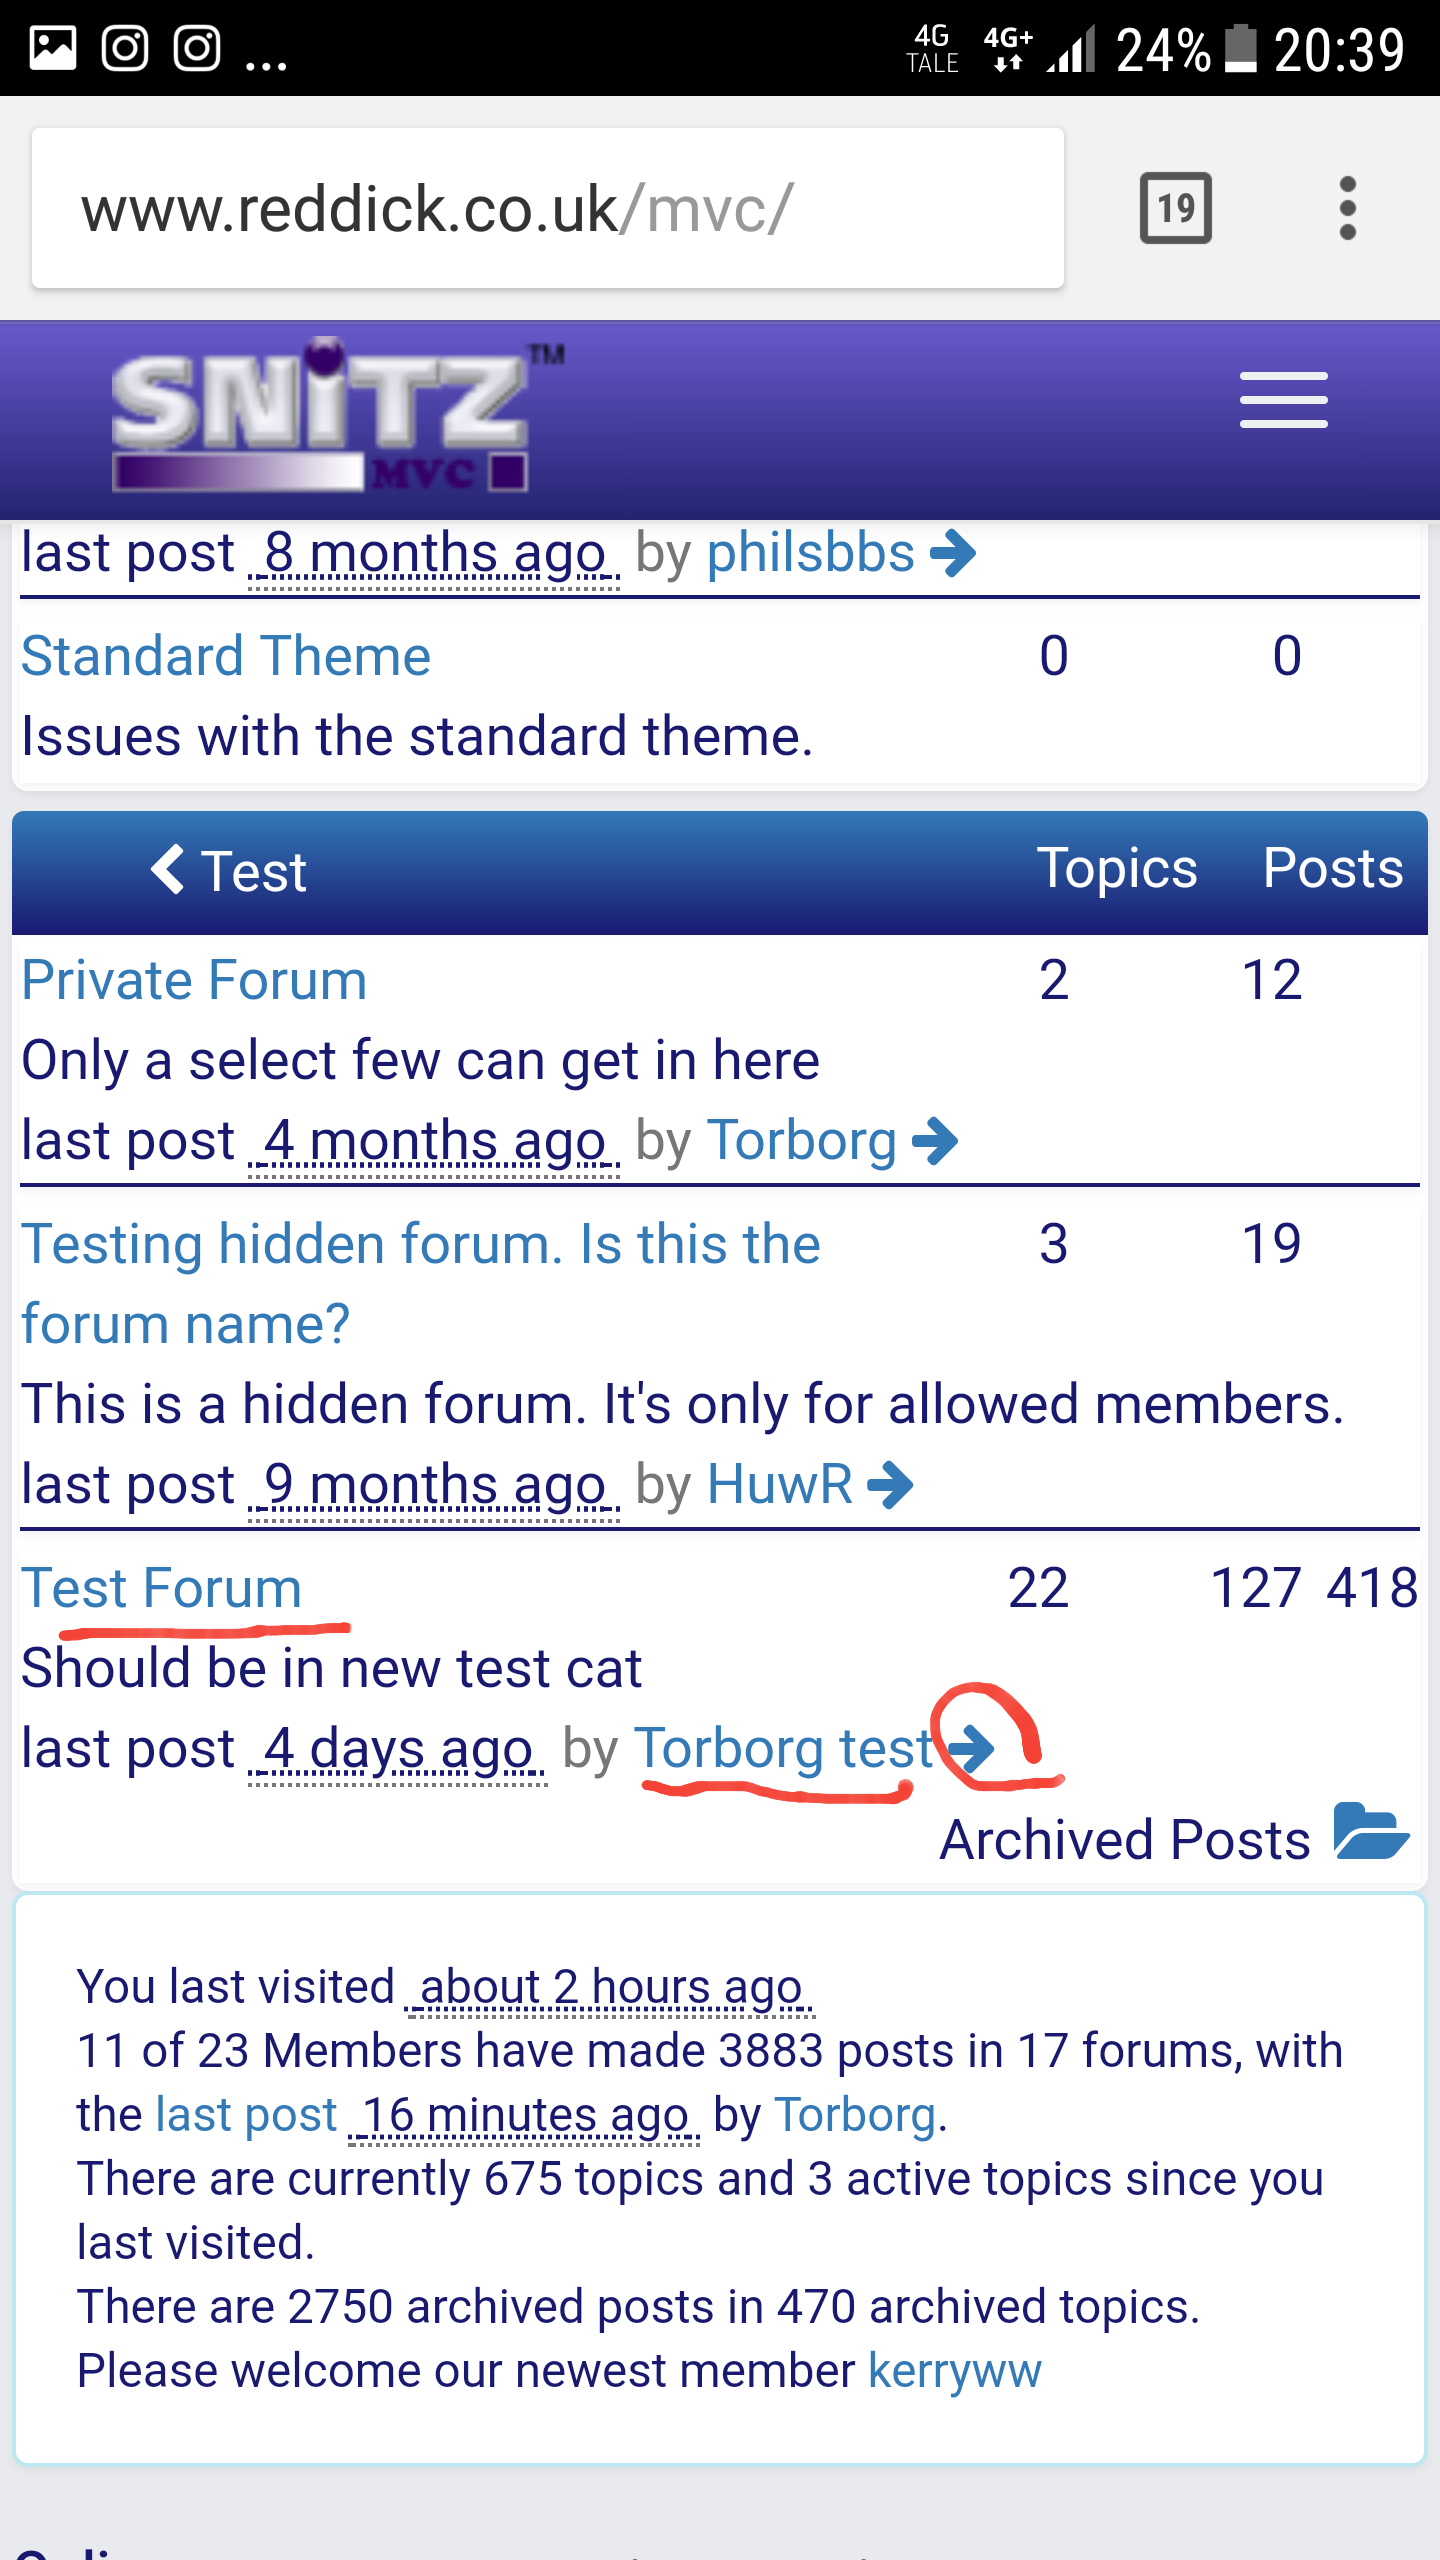 4G 4G+ 24% 20:39
TALE
www.reddick.co.uk/mvc/ 19
SNiTZ™
MVC
last post 8 months ago by philsbbs
Standard Theme 0 0
Issues with the standard theme.
Test Topics Posts
Private Forum 2 12
Only a select few can get in here
last post 4 months ago by Torborg
Testing hidden forum. Is this the 3 19
forum name?
This is a hidden forum. It's only for allowed members.
last post 9 months ago by HuwR
Test Forum 22 127 418
Should be in new test cat
last post 4 days ago by Torborg test
Archived Posts
You last visited about 2 hours ago
11 of 23 Members have made 3883 posts in 17 forums, with
the last post 16 minutes ago by Torborg.
There are currently 675 topics and 3 active topics since you
last visited.
There are 2750 archived posts in 470 archived topics.
Please welcome our newest member kerryww